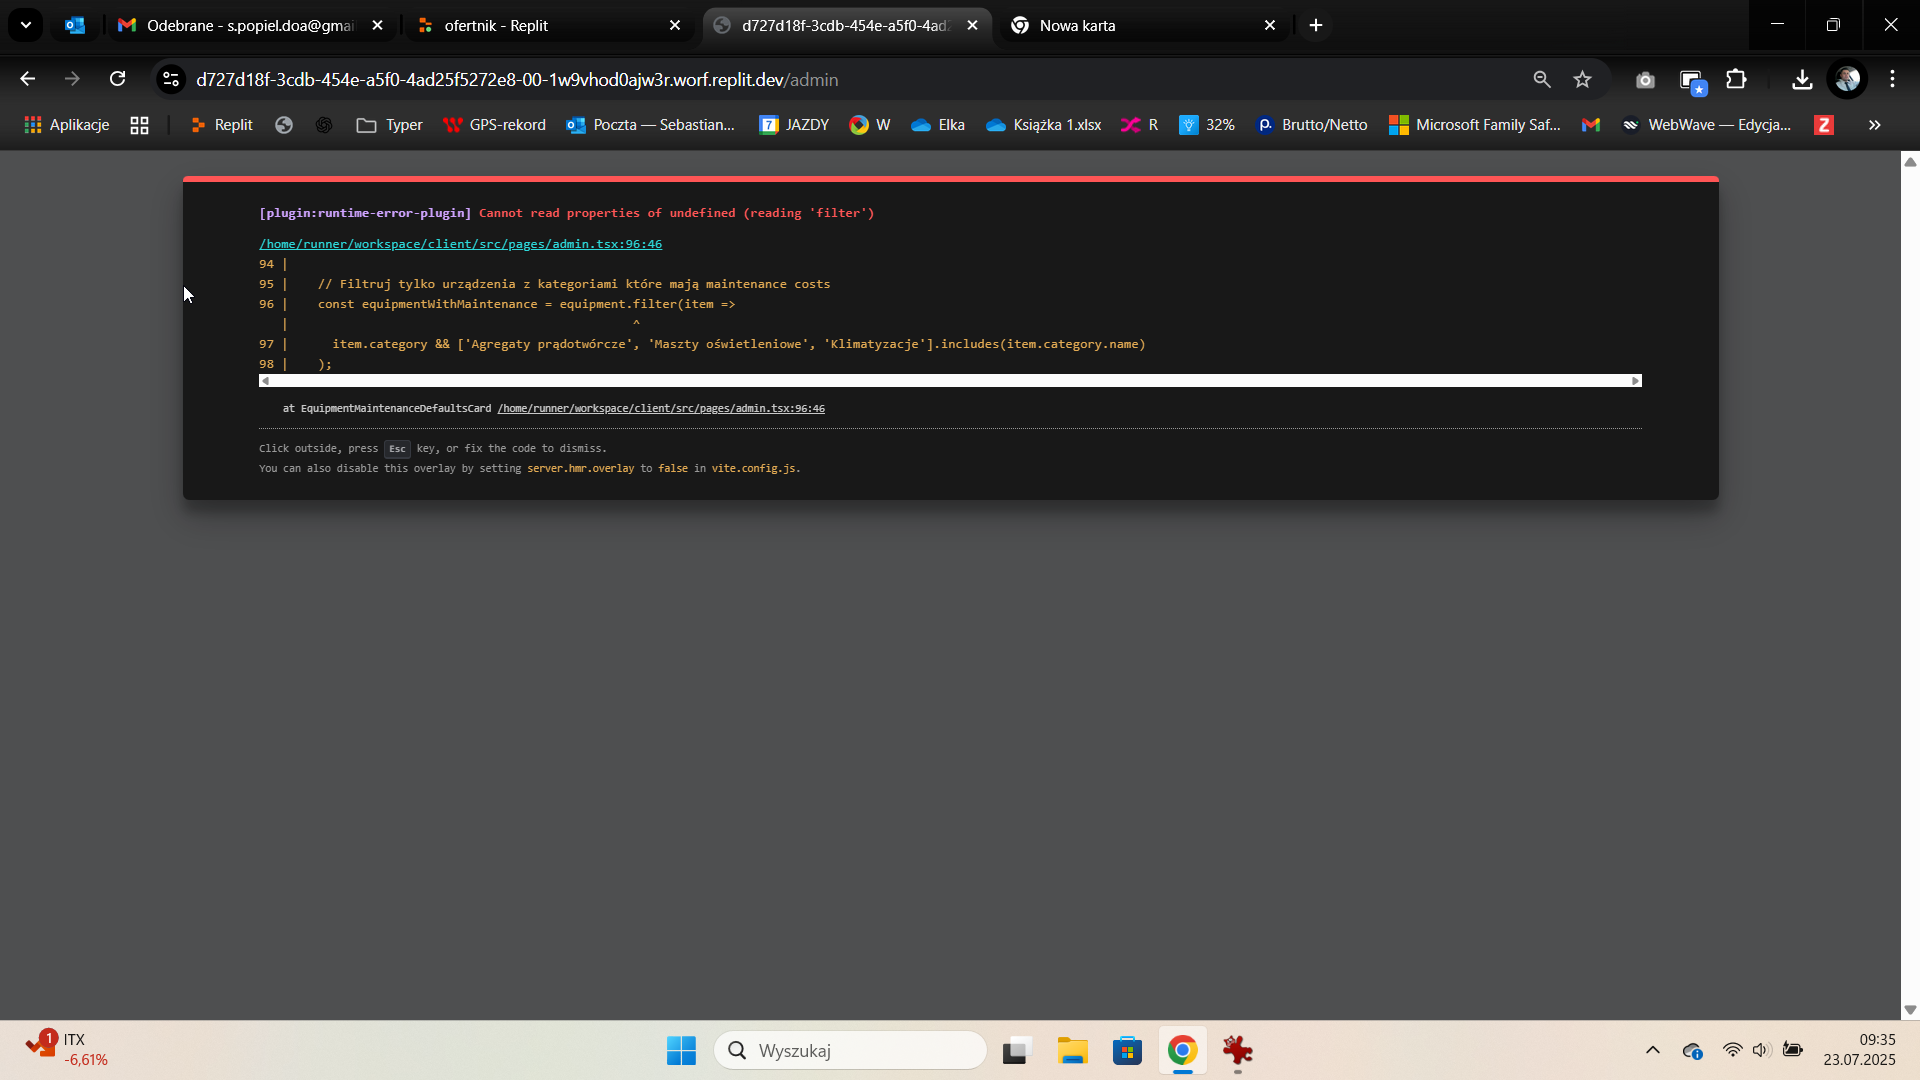 Odebrane - s.popiel.doa@gmai
ofertnik - Replit
d727d18f-3cdb-454e-a5f0-4ad2
Nowa karta
d727d18f-3cdb-454e-a5f0-4ad25f5272e8-00-1w9vhod0ajw3r.worf.replit.dev/admin
Aplikacje
Replit
Typer
GPS-rekord
Poczta — Sebastian...
7 JAZDY
W
Elka
Książka 1.xlsx
R
32%
Brutto/Netto
Microsoft Family Saf...
WebWave — Edycja...
Z
»
[plugin:runtime-error-plugin] Cannot read properties of undefined (reading 'filter')
/home/runner/workspace/client/src/pages/admin.tsx:96:46
94 |
95 | // Filtruj tylko urządzenia z kategoriami które mają maintenance costs
96 | const equipmentWithMaintenance = equipment.filter(item =>
| ^
97 | item.category && ['Agregaty prądotwórcze', 'Maszty oświetleniowe', 'Klimatyzacje'].includes(item.category.name)
98 | );
at EquipmentMaintenanceDefaultsCard /home/runner/workspace/client/src/pages/admin.tsx:96:46
Click outside, press Esc key, or fix the code to dismiss.
You can also disable this overlay by setting server.hmr.overlay to false in vite.config.js.
1
ITX
-6,61%
Wyszukaj
09:35
23.07.2025